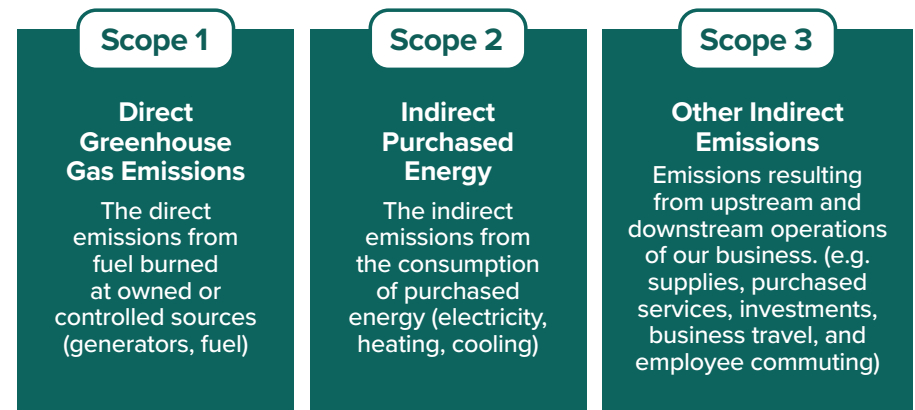 Scope 1
Direct
Greenhouse
Gas Emissions
The direct
emissions from
fuel burned
at owned or
controlled sources
(generators, fuel)
Scope 2
Indirect
Purchased
Energy
The indirect
emissions from
the consumption
of purchased
energy (electricity,
heating, cooling)
Scope 3
Other Indirect
Emissions
Emissions resulting
from upstream and
downstream operations
of our business. (e.g.
supplies, purchased
services, investments,
business travel, and
employee commuting)